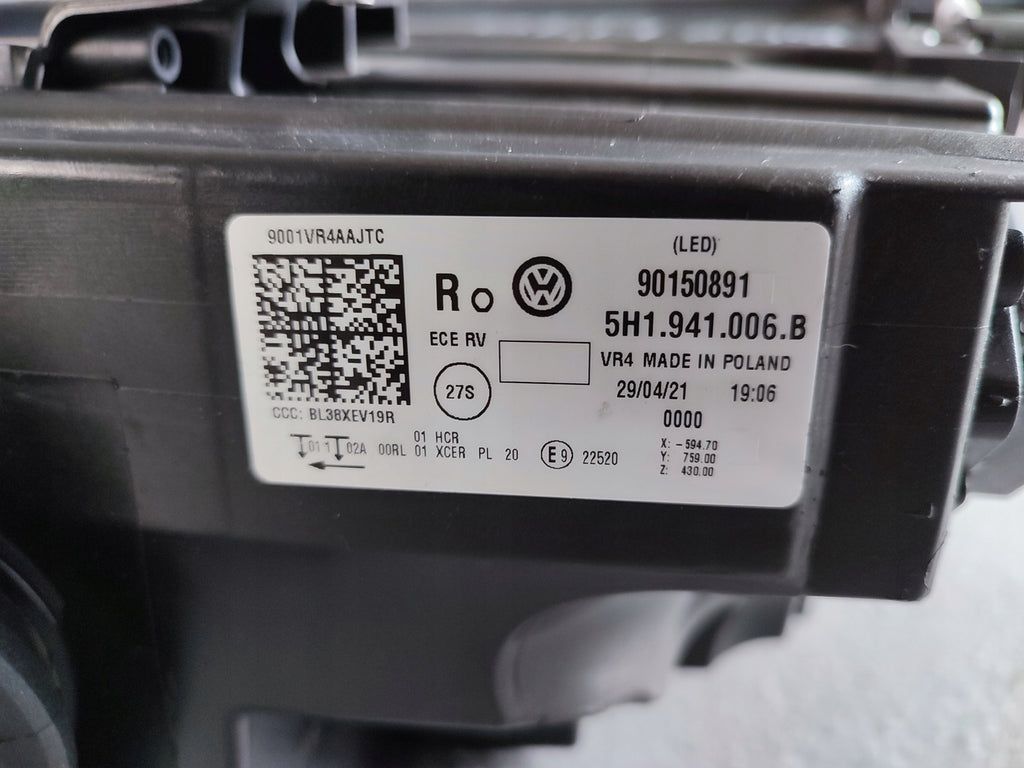 9001VR4AAJTC
(LED)
R
90150891
5H1.941.006.B
ECE RV
VR4 MADE IN POLAND
27S
29/04/21 19:06
0000
CCC: BL38XEV19R
01 HCR
011 02A 00RL 01 XCER PL 20
E9 22520
X: -594.70
Y: 759.00
Z: 430.00